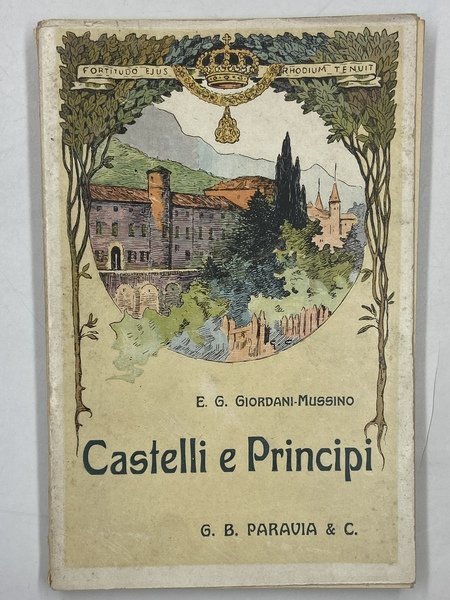 FORTITUDO EJUS RHODIUM TENUIT
E. G. GIORDANI-MUSSINO
Castelli e Principi
G. B. PARAVIA & C.